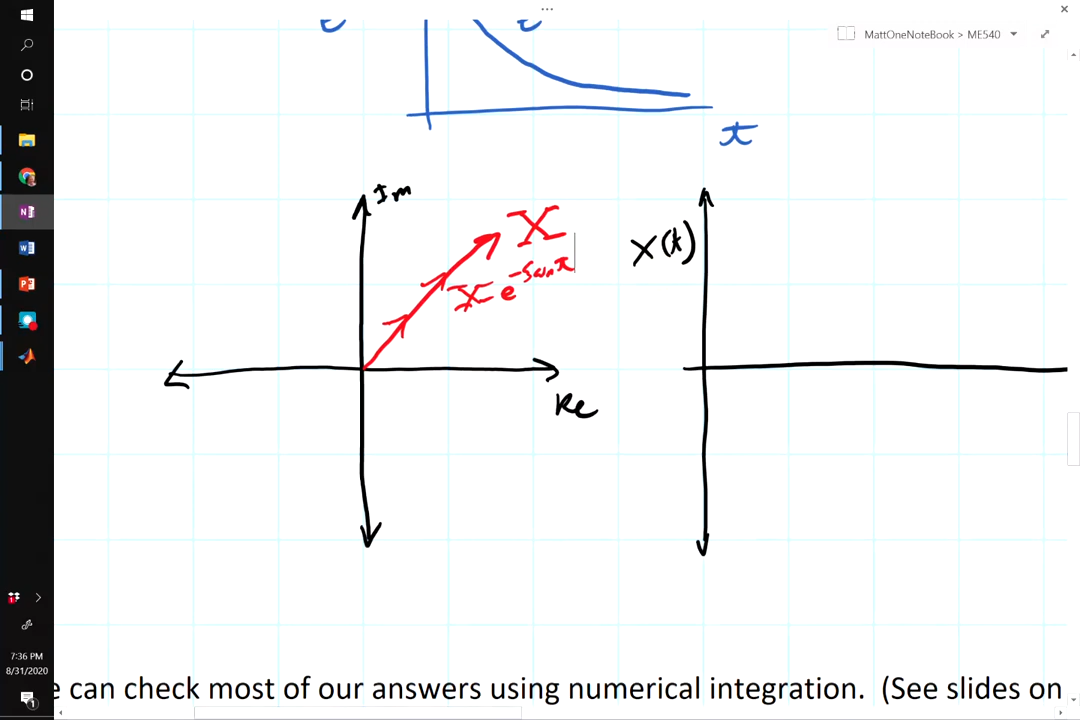 MattOneNoteBook > ME540
t
Im
X
X(t)
X e^{-ζωₙt}
Re
7:36 PM
8/31/2020
e can check most of our answers using numerical integration. (See slides on